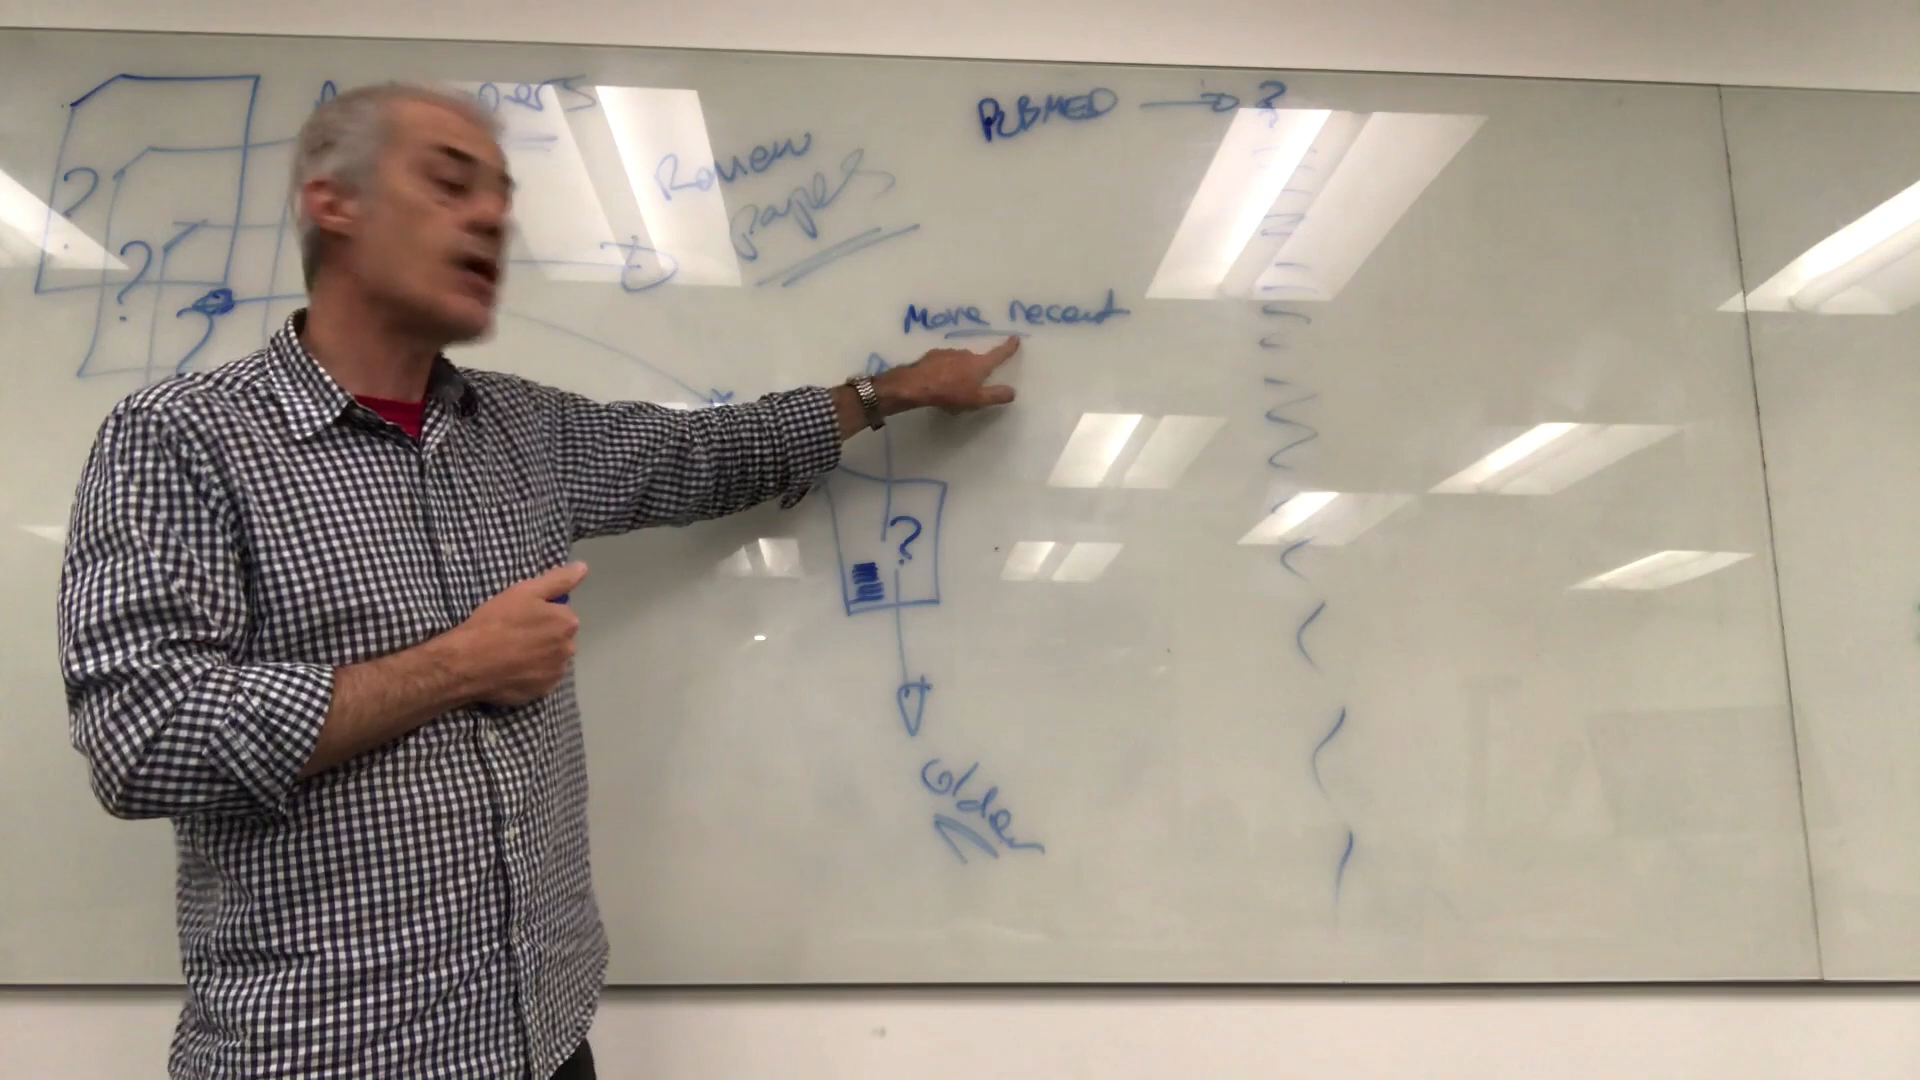 PUBMED → ?
Review
papers
?
?
More recent
?
Older